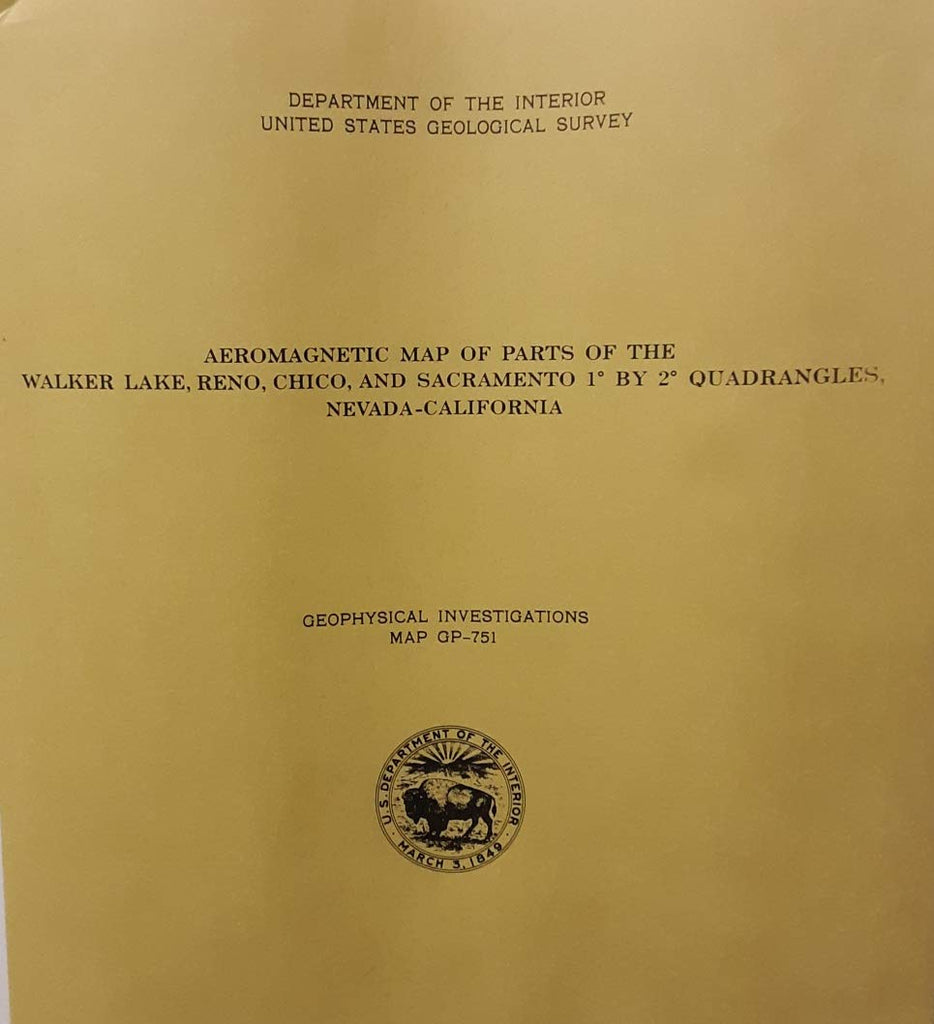 DEPARTMENT OF THE INTERIOR
UNITED STATES GEOLOGICAL SURVEY
AEROMAGNETIC MAP OF PARTS OF THE
WALKER LAKE, RENO, CHICO, AND SACRAMENTO 1° BY 2° QUADRANGLES,
NEVADA-CALIFORNIA
GEOPHYSICAL INVESTIGATIONS
MAP GP-751
U.S. DEPARTMENT OF THE INTERIOR
MARCH 3, 1849